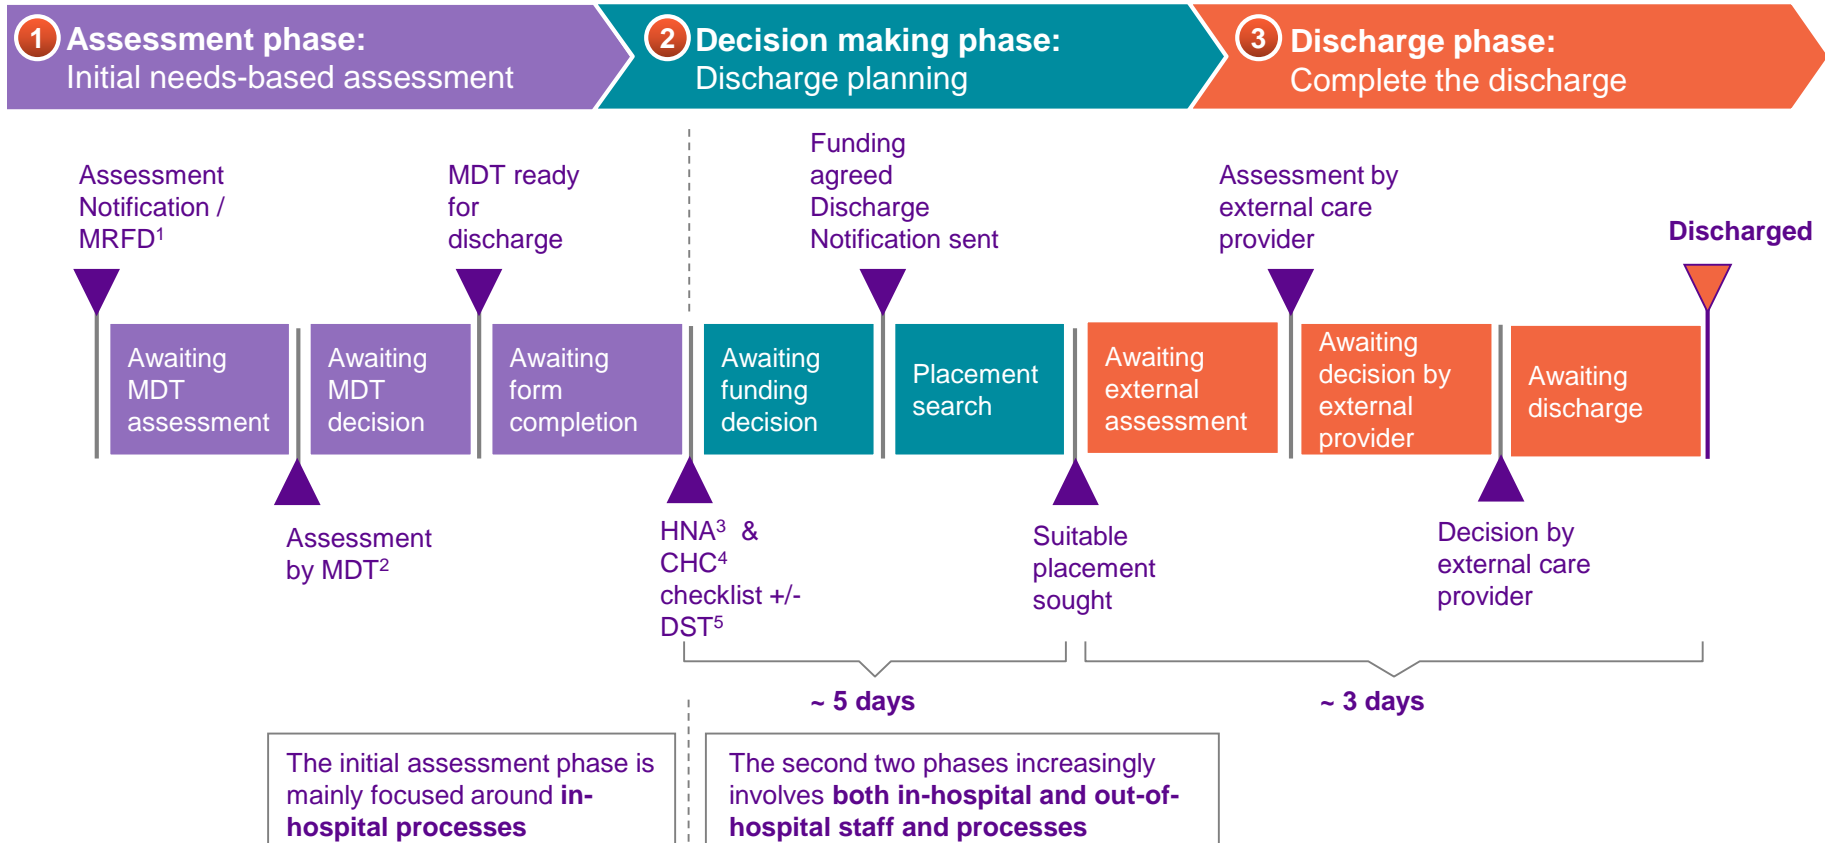 1 Assessment phase:
Initial needs-based assessment
2 Decision making phase:
Discharge planning
3 Discharge phase:
Complete the discharge
Assessment
Notification /
MRFD1
MDT ready
for
discharge
Funding
agreed
Discharge
Notification sent
Assessment by
external care
provider
Discharged
Awaiting
MDT
assessment
Awaiting
MDT
decision
Awaiting
form
completion
Awaiting
funding
decision
Placement
search
Awaiting
external
assessment
Awaiting
decision by
external
provider
Awaiting
discharge
Assessment
by MDT2
HNA3 &
CHC4
checklist +/-
DST5
Suitable
placement
sought
Decision by
external care
provider
~ 5 days
~ 3 days
The initial assessment phase is
mainly focused around in-
hospital processes
The second two phases increasingly
involves both in-hospital and out-of-
hospital staff and processes